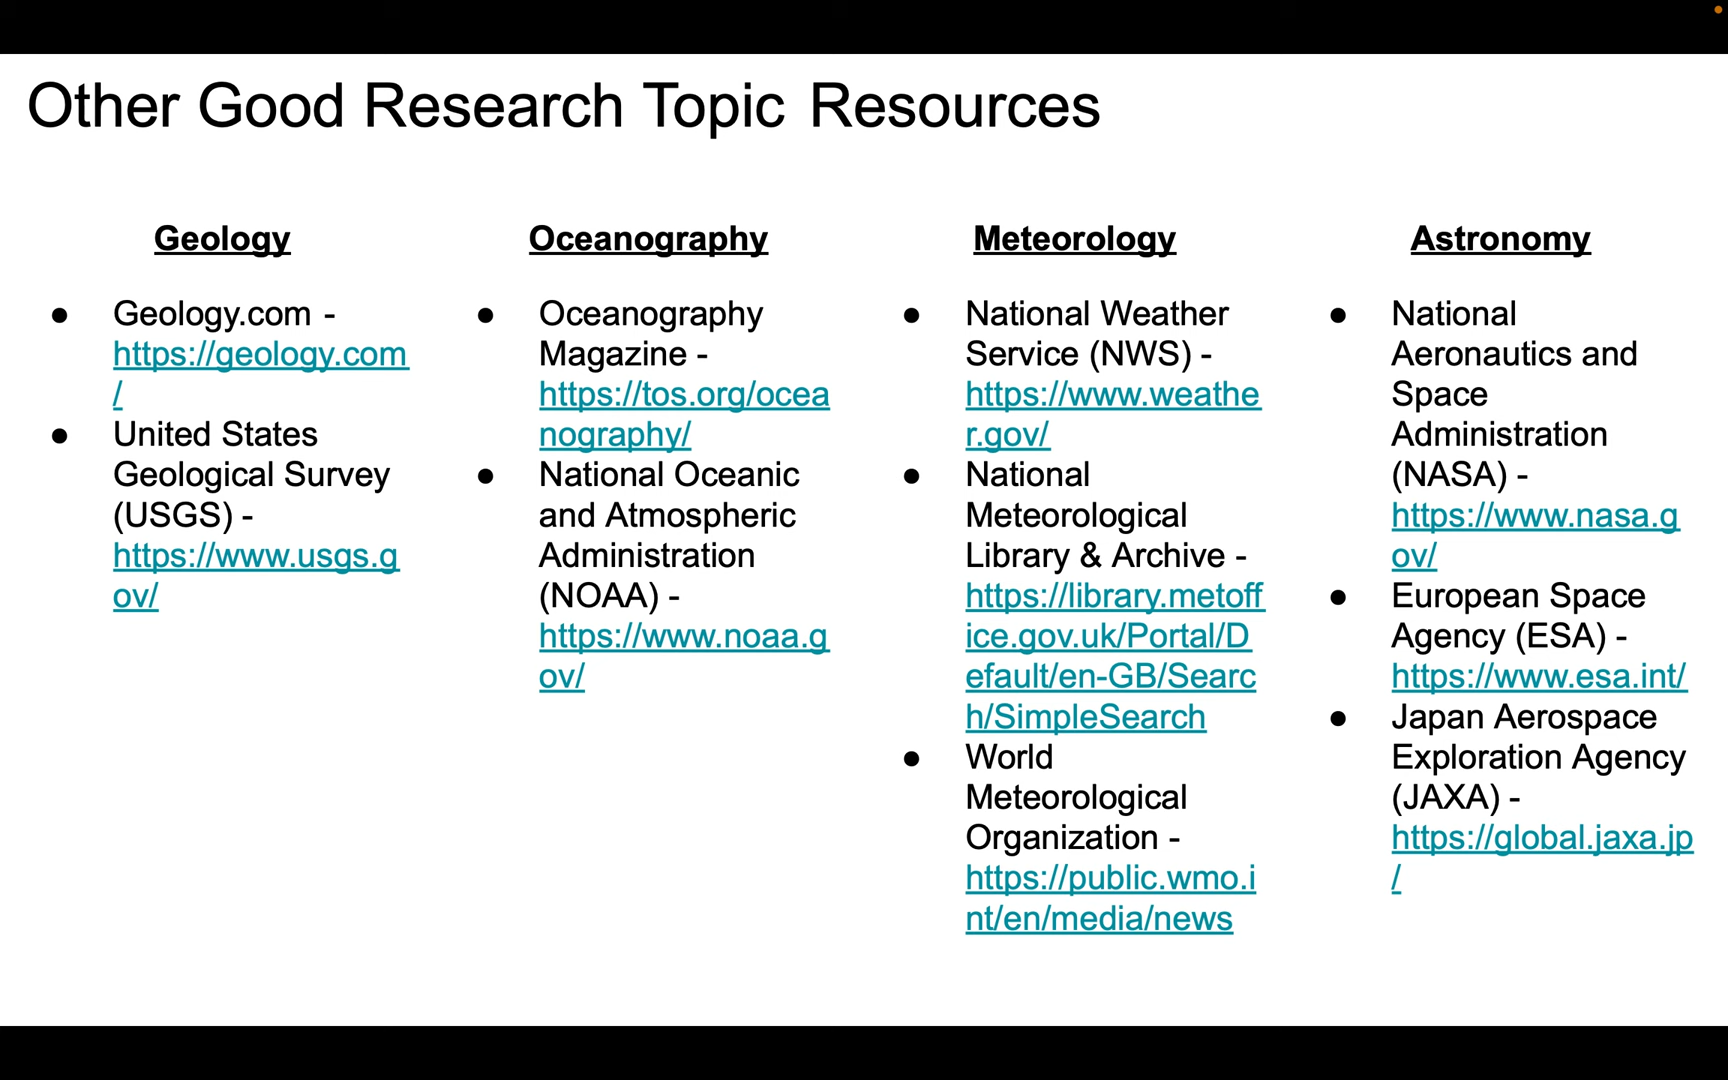 Other Good Research Topic Resources
Geology
● Geology.com -
https://geology.com
/
● United States
Geological Survey
(USGS) -
https://www.usgs.g
ov/
Oceanography
● Oceanography
Magazine -
https://tos.org/ocea
nography/
● National Oceanic
and Atmospheric
Administration
(NOAA) -
https://www.noaa.g
ov/
Meteorology
● National Weather
Service (NWS) -
https://www.weathe
r.gov/
● National
Meteorological
Library & Archive -
https://library.metoff
ice.gov.uk/Portal/D
efault/en-GB/Searc
h/SimpleSearch
● World
Meteorological
Organization -
https://public.wmo.i
nt/en/media/news
Astronomy
● National
Aeronautics and
Space
Administration
(NASA) -
https://www.nasa.g
ov/
● European Space
Agency (ESA) -
https://www.esa.int/
● Japan Aerospace
Exploration Agency
(JAXA) -
https://global.jaxa.jp
/